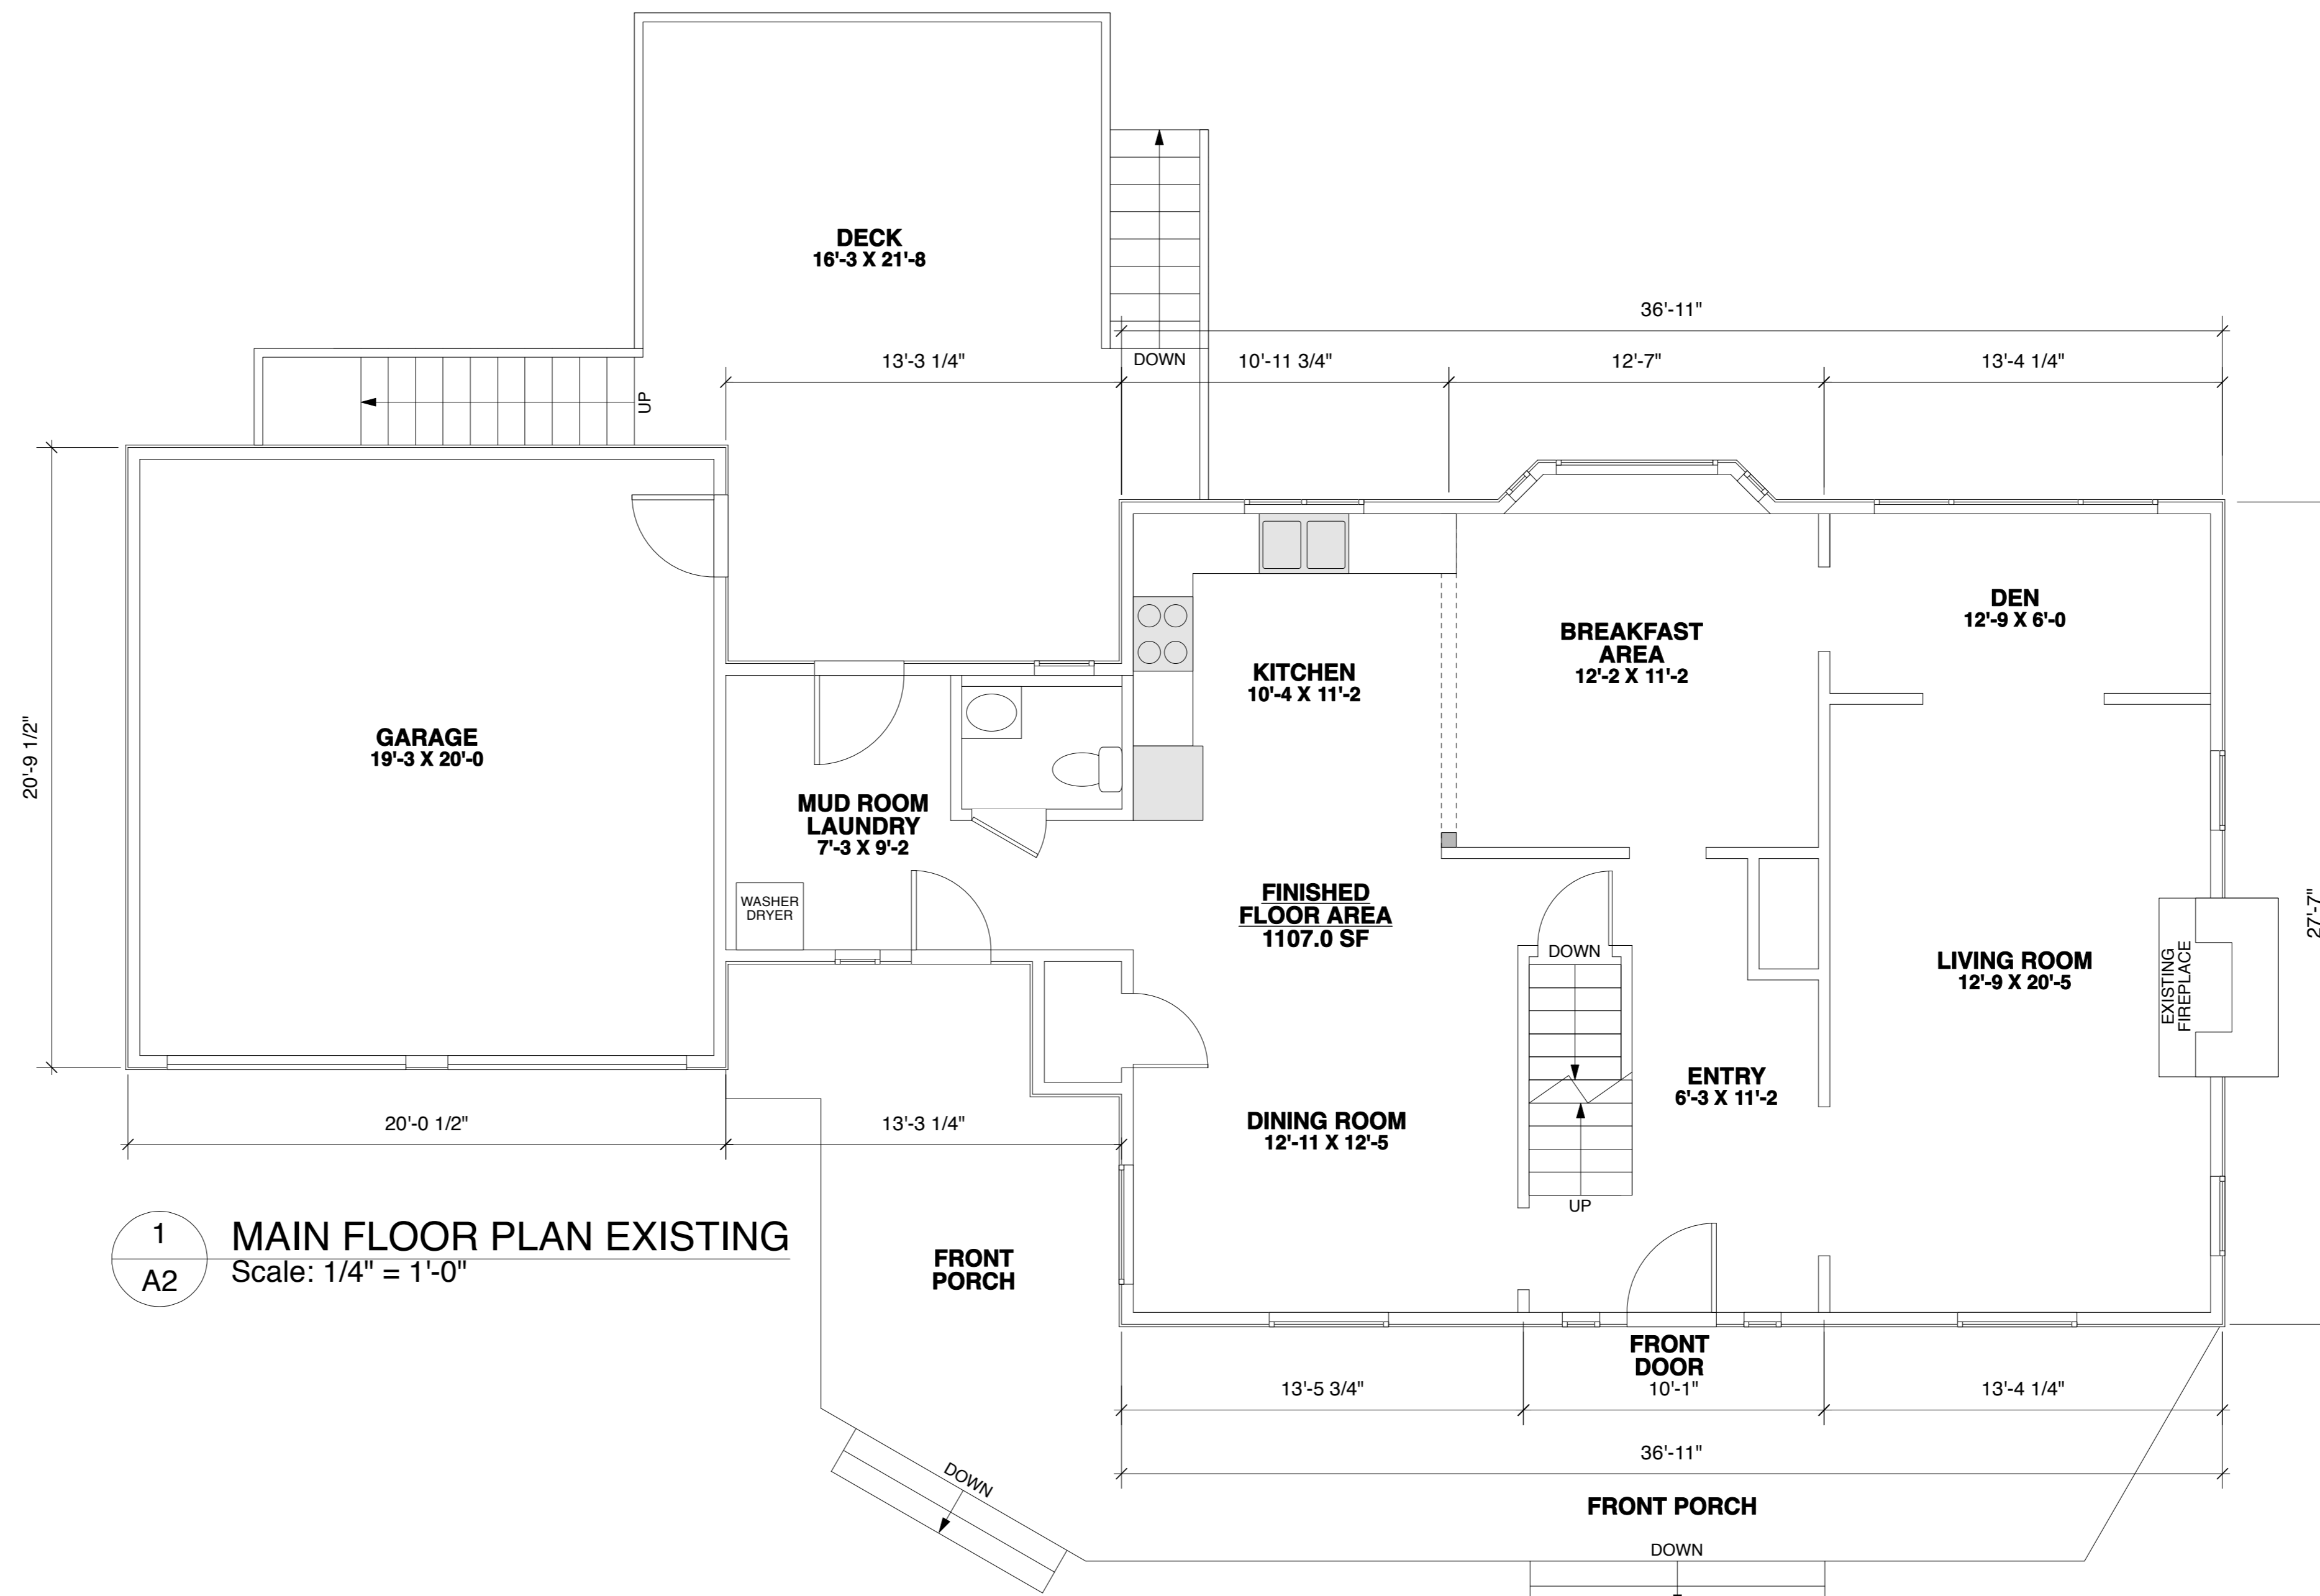 DECK
16'-3 X 21'-8
36'-11"
13'-3 1/4"
DOWN
10'-11 3/4"
12'-7"
13'-4 1/4"
UP
20'-9 1/2"
GARAGE
19'-3 X 20'-0
MUD ROOM
LAUNDRY
7'-3 X 9'-2
WASHER
DRYER
KITCHEN
10'-4 X 11'-2
BREAKFAST
AREA
12'-2 X 11'-2
DEN
12'-9 X 6'-0
FINISHED
FLOOR AREA
1107.0 SF
DOWN
LIVING ROOM
12'-9 X 20'-5
EXISTING
FIREPLACE
27'-7"
ENTRY
6'-3 X 11'-2
DINING ROOM
12'-11 X 12'-5
UP
20'-0 1/2"
13'-3 1/4"
1
A2
MAIN FLOOR PLAN EXISTING
Scale: 1/4" = 1'-0"
FRONT
PORCH
FRONT
DOOR
13'-5 3/4"
10'-1"
13'-4 1/4"
36'-11"
DOWN
FRONT PORCH
DOWN